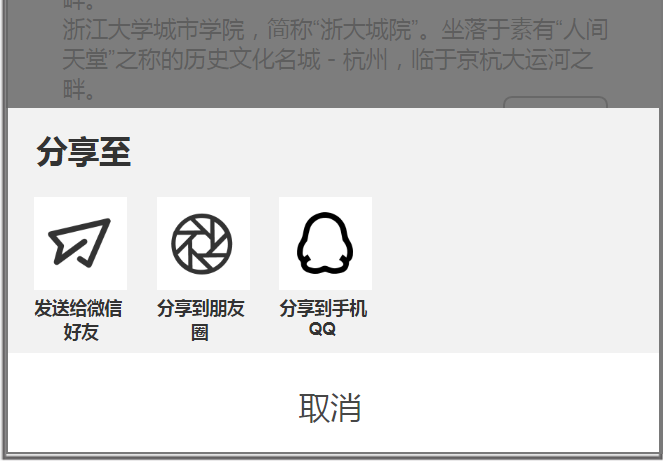 畔。
浙江大学城市学院，简称“浙大城院”。坐落于素有“人间
天堂”之称的历史文化名城 - 杭州，临于京杭大运河之
畔。
分享至
发送给微信
好友
分享到朋友
圈
分享到手机
QQ
取消